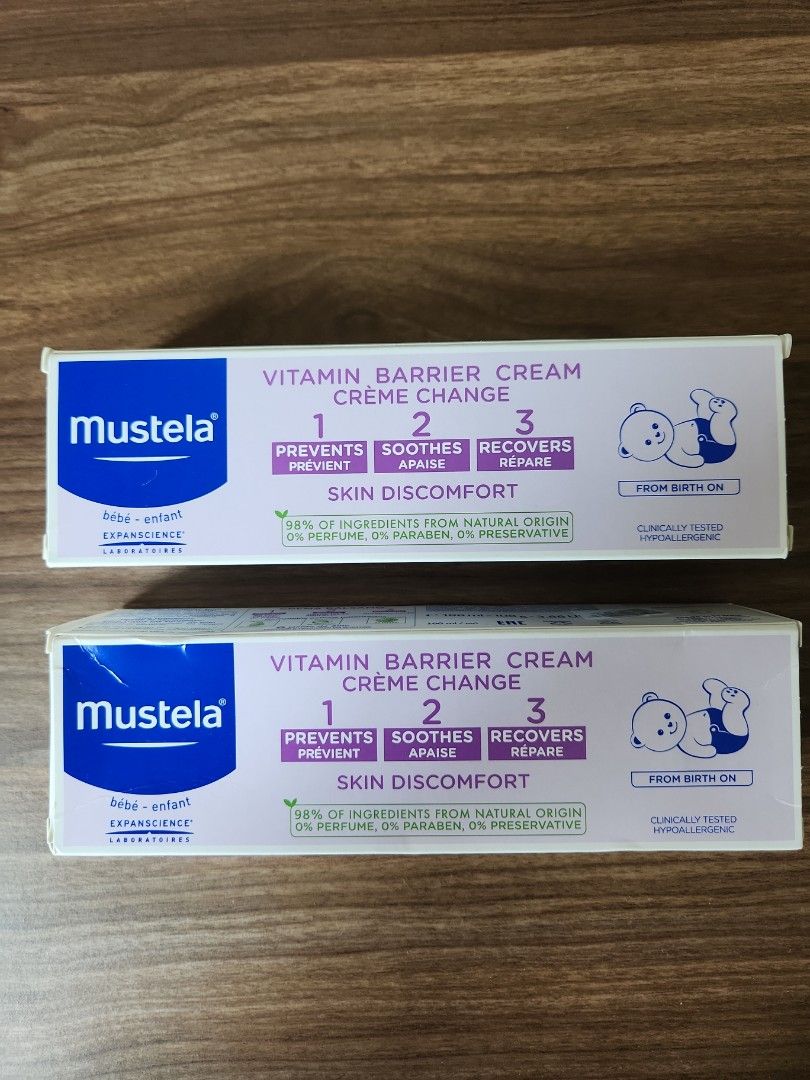 mustela®
bébé - enfant
EXPANSCIENCE®
LABORATOIRES
VITAMIN BARRIER CREAM
CRÈME CHANGE
1 2 3
PREVENTS SOOTHES RECOVERS
PRÉVIENT APAISE RÉPARE
SKIN DISCOMFORT
98% OF INGREDIENTS FROM NATURAL ORIGIN
0% PERFUME, 0% PARABEN, 0% PRESERVATIVE
FROM BIRTH ON
CLINICALLY TESTED
HYPOALLERGENIC
mustela®
bébé - enfant
EXPANSCIENCE®
LABORATOIRES
VITAMIN BARRIER CREAM
CRÈME CHANGE
1 2 3
PREVENTS SOOTHES RECOVERS
PRÉVIENT APAISE RÉPARE
SKIN DISCOMFORT
98% OF INGREDIENTS FROM NATURAL ORIGIN
0% PERFUME, 0% PARABEN, 0% PRESERVATIVE
FROM BIRTH ON
CLINICALLY TESTED
HYPOALLERGENIC